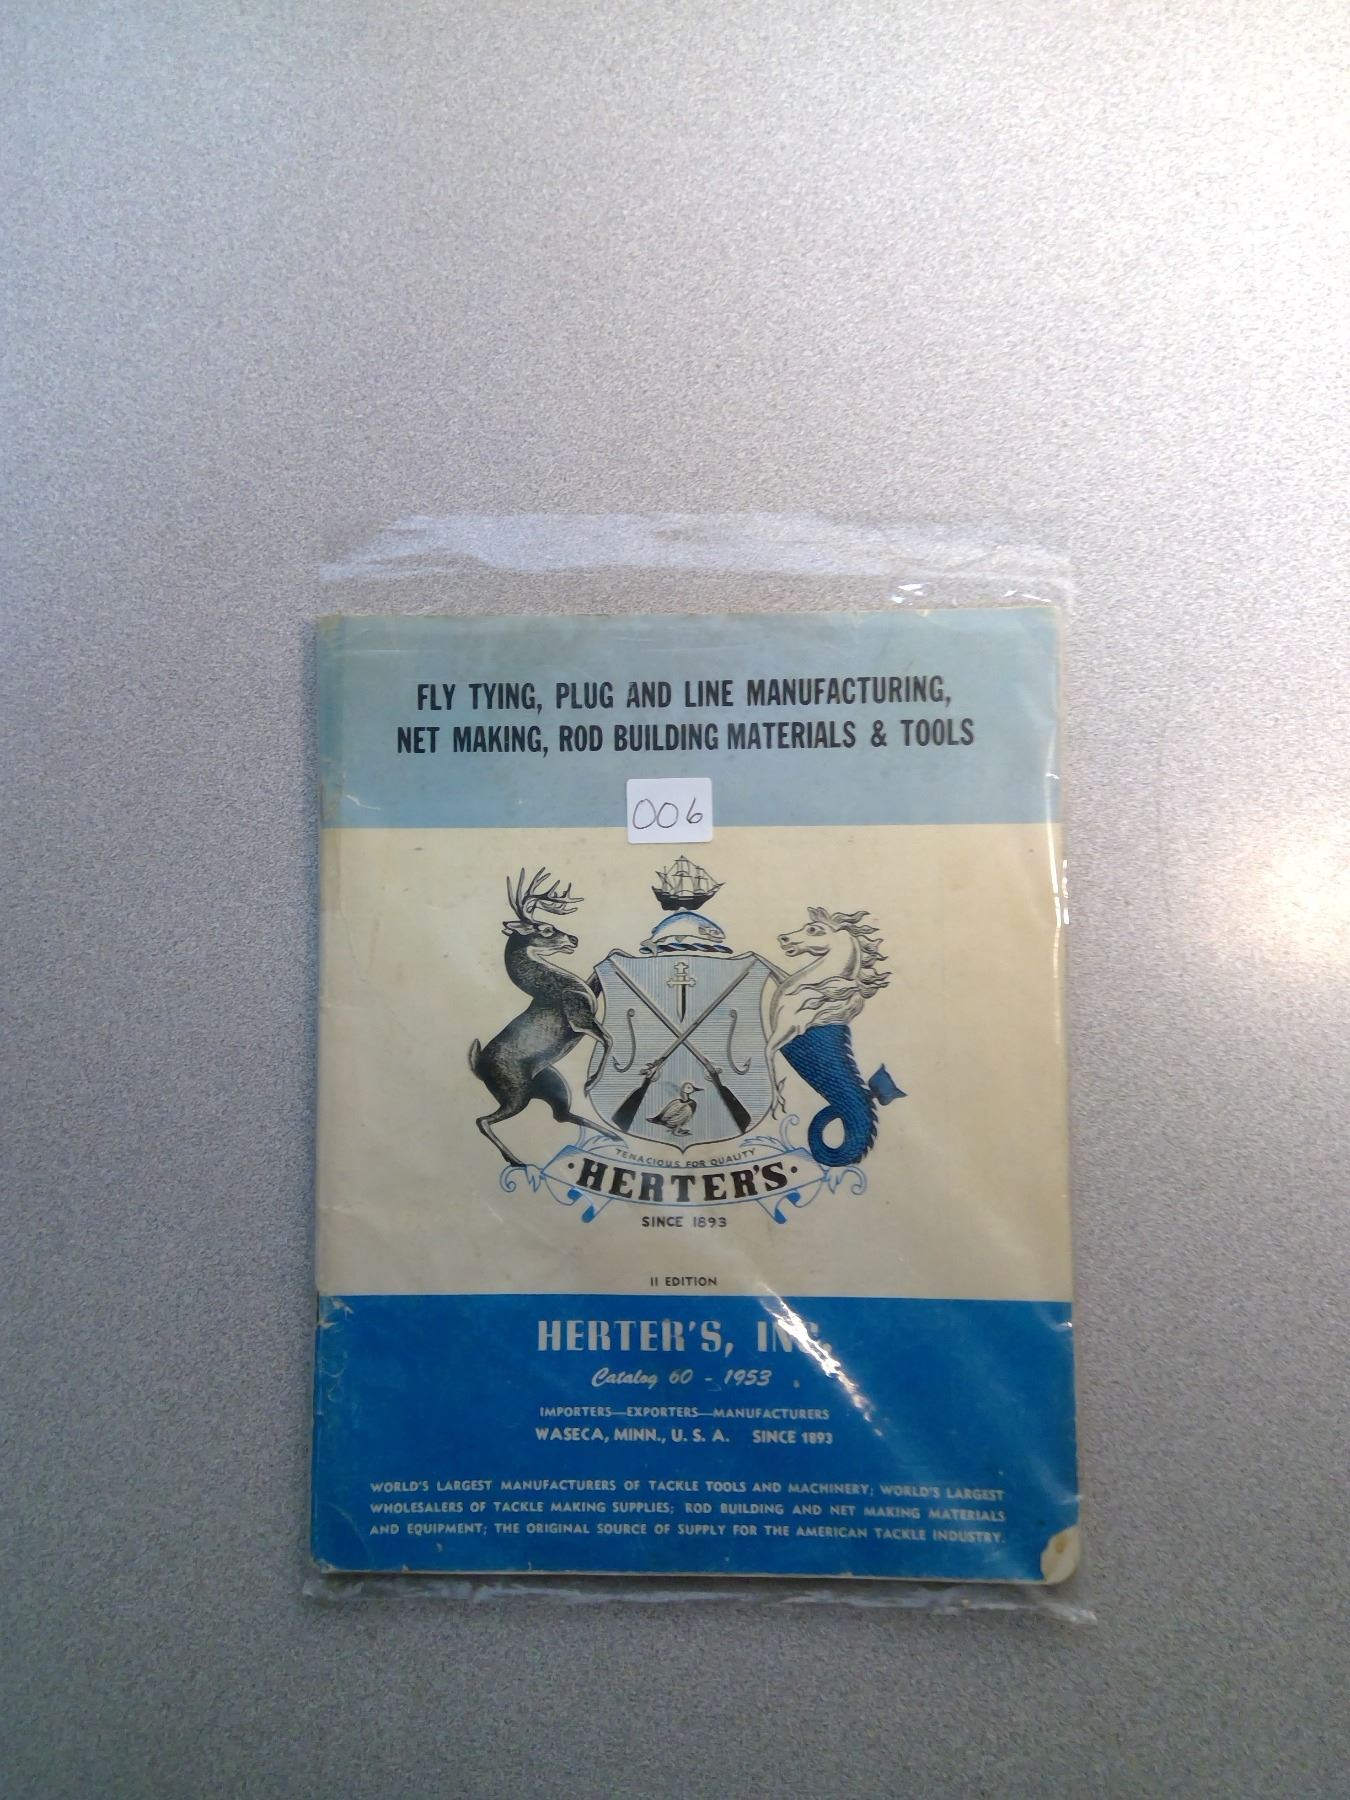 FLY TYING, PLUG AND LINE MANUFACTURING,
NET MAKING, ROD BUILDING MATERIALS & TOOLS
006
TENACIOUS FOR QUALITY
·HERTER'S·
SINCE 1893
II EDITION
HERTER'S, INC.
Catalog 60 - 1953
IMPORTERS—EXPORTERS—MANUFACTURERS
WASECA, MINN., U. S. A. SINCE 1893
WORLD'S LARGEST MANUFACTURERS OF TACKLE TOOLS AND MACHINERY; WORLD'S LARGEST
WHOLESALERS OF TACKLE MAKING SUPPLIES; ROD BUILDING AND NET MAKING MATERIALS
AND EQUIPMENT; THE ORIGINAL SOURCE OF SUPPLY FOR THE AMERICAN TACKLE INDUSTRY.